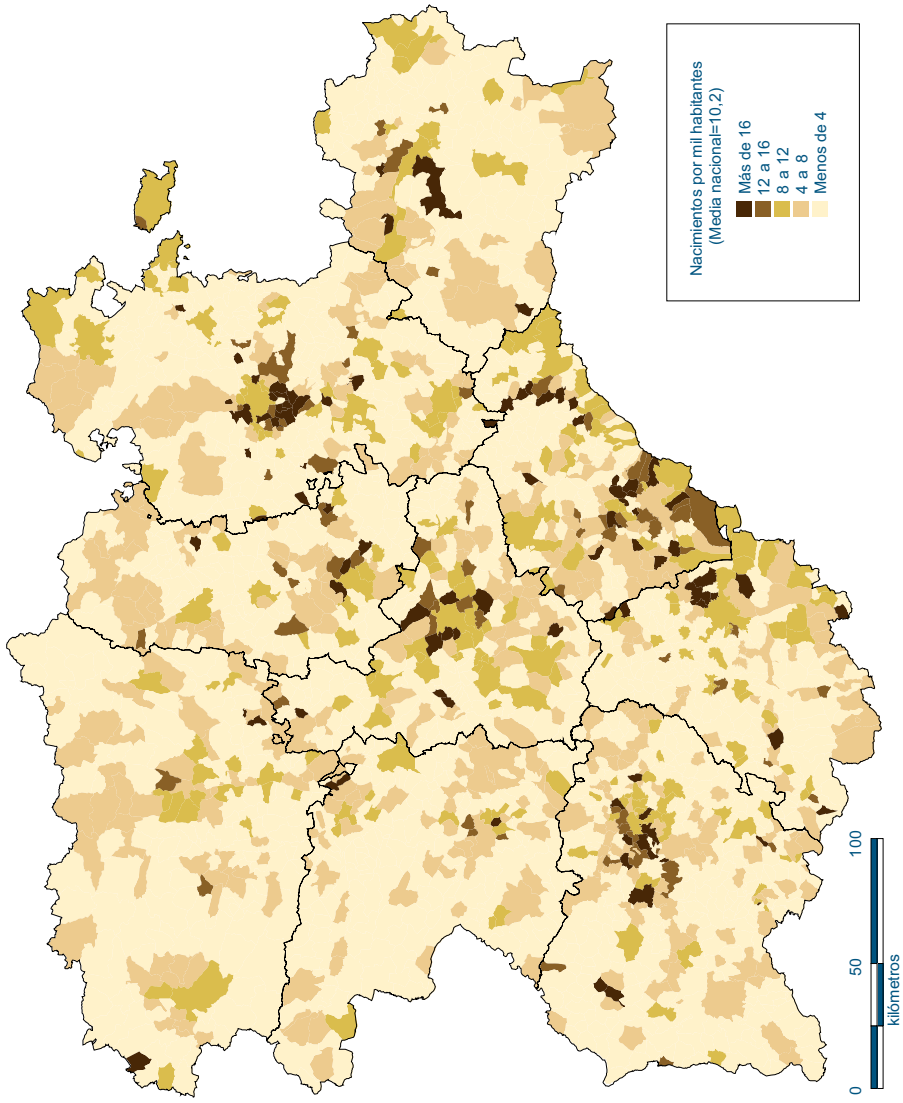 Nacimientos por mil habitantes
(Media nacional=10,2)
Más de 16
12 a 16
8 a 12
4 a 8
Menos de 4
0 50 100
kilómetros